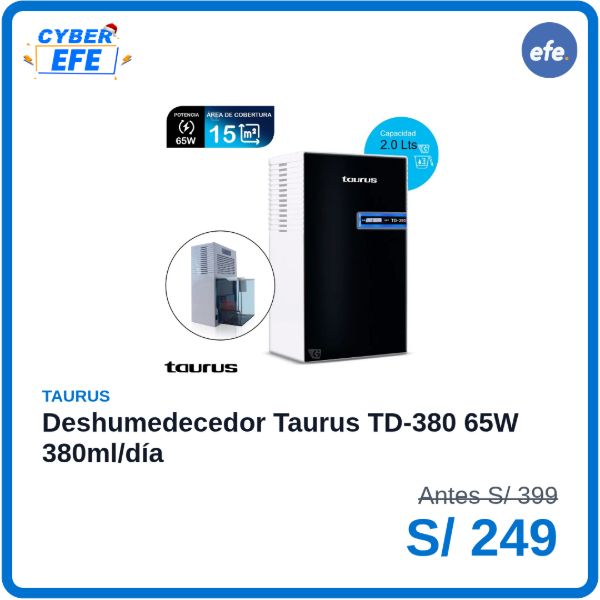 CYBER
EFE
efe.
POTENCIA
65W
ÁREA DE COBERTURA
15 m²
Capacidad
2.0 Lts
taurus
TD-380
taurus
TAURUS
Deshumedecedor Taurus TD-380 65W
380ml/día
Antes S/ 399
S/ 249